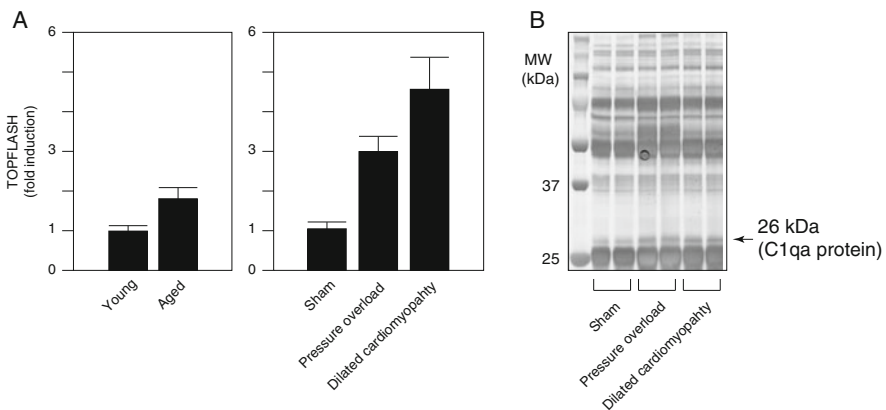 A
TOPFLASH
(fold induction)
6
3
1
0
Young
Aged
6
3
1
0
Sham
Pressure overload
Dilated cardiomyopahty
B
MW
(kDa)
37
25
26 kDa
(C1qa protein)
Sham
Pressure overload
Dilated cardiomyopahty